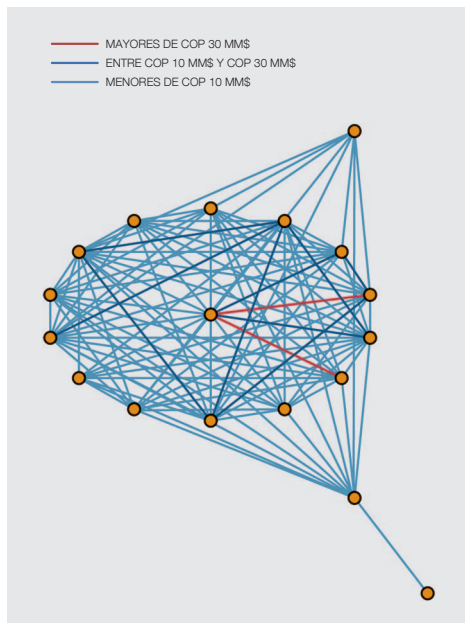 MAYORES DE COP 30 MM$
ENTRE COP 10 MM$ Y COP 30 MM$
MENORES DE COP 10 MM$